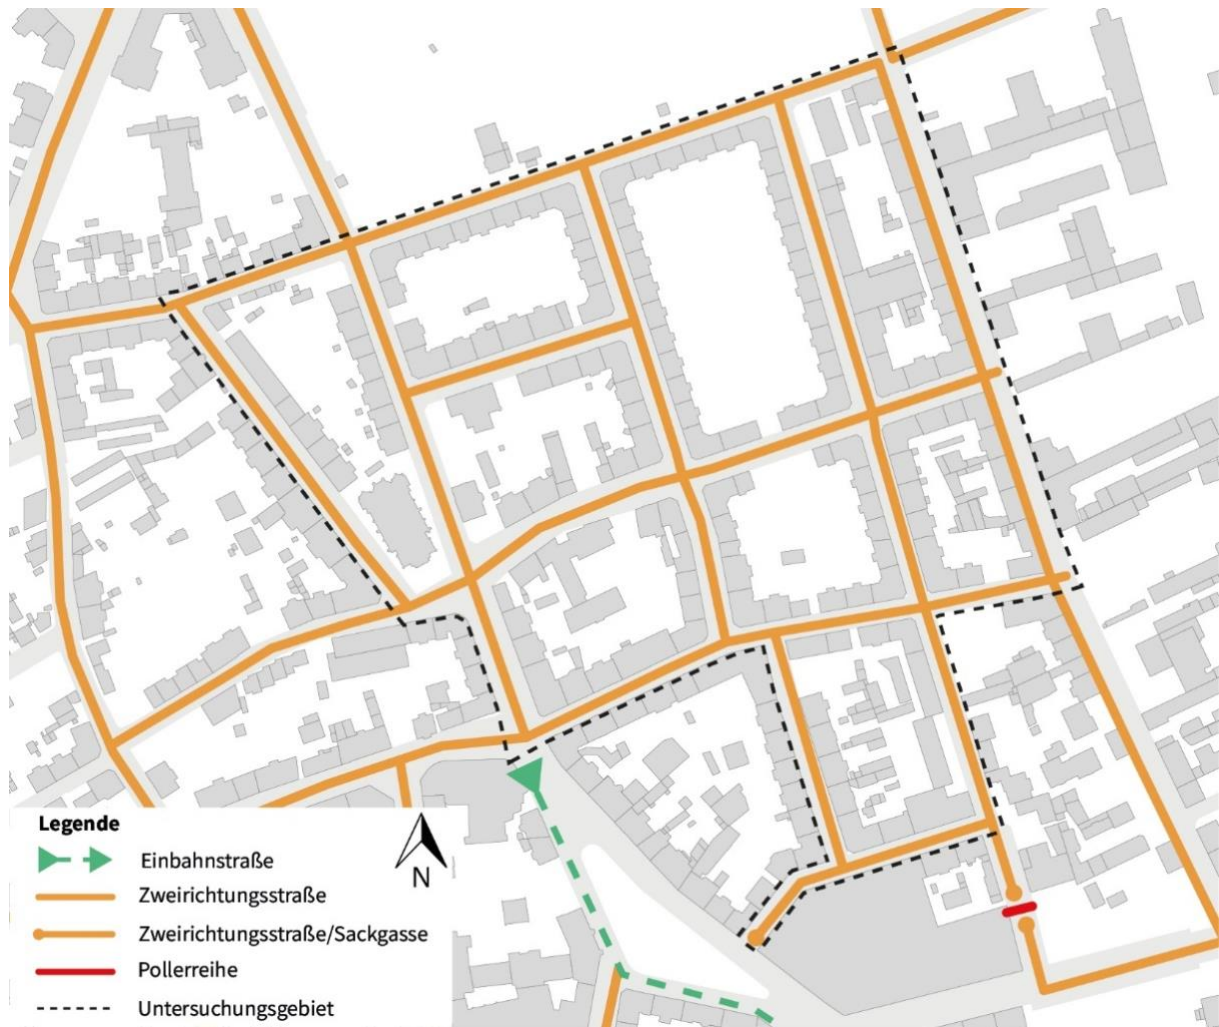 N
Legende
Einbahnstraße
Zweirichtungsstraße
Zweirichtungsstraße/Sackgasse
Pollerreihe
Untersuchungsgebiet